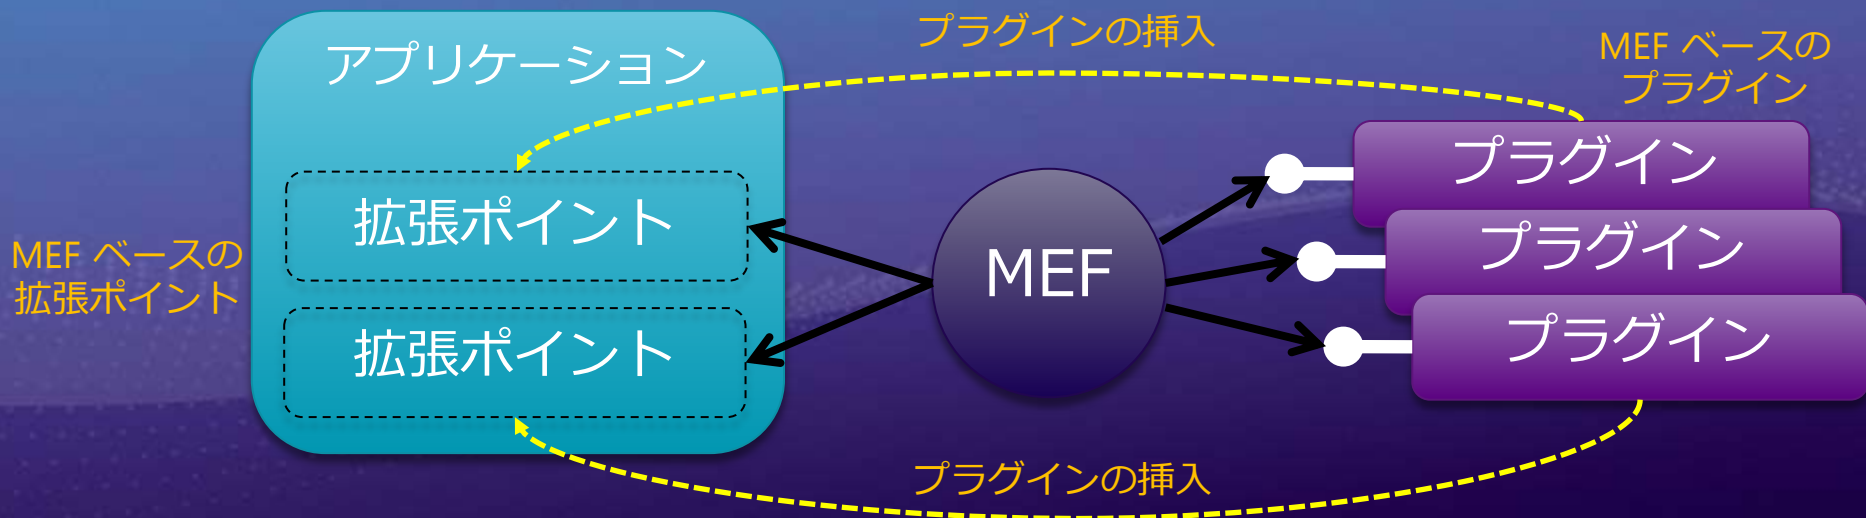 プラグインの挿入
MEF ベースの
プラグイン
アプリケーション
プラグイン
拡張ポイント
プラグイン
MEF ベースの
拡張ポイント
MEF
プラグイン
拡張ポイント
プラグインの挿入